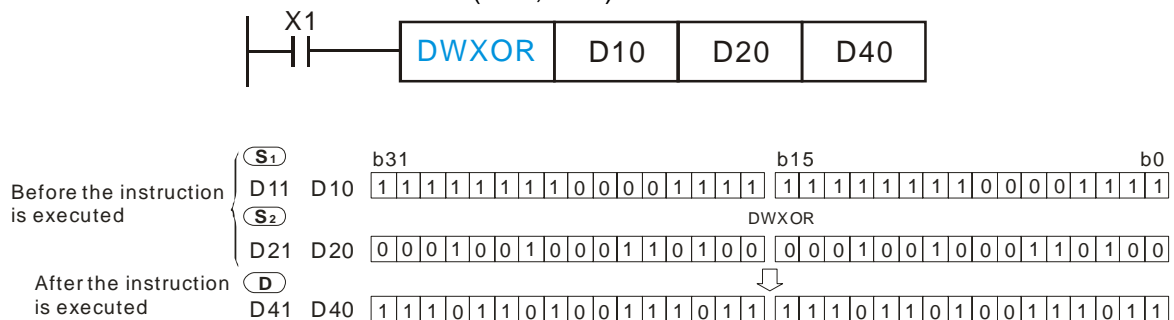 X1
DWXOR D10 D20 D40
S1 b31 b15 b0
Before the instruction D11 D10 1 1 1 1 1 1 1 1 0 0 0 0 1 1 1 1 1 1 1 1 1 1 1 1 0 0 0 0 1 1 1 1
is executed S2 DWXOR
D21 D20 0 0 0 1 0 0 1 0 0 0 1 1 0 1 0 0 0 0 0 1 0 0 1 0 0 0 1 1 0 1 0 0
After the instruction D
is executed D41 D40 1 1 1 0 1 1 0 1 0 0 1 1 1 0 1 1 1 1 1 0 1 1 0 1 0 0 1 1 1 0 1 1